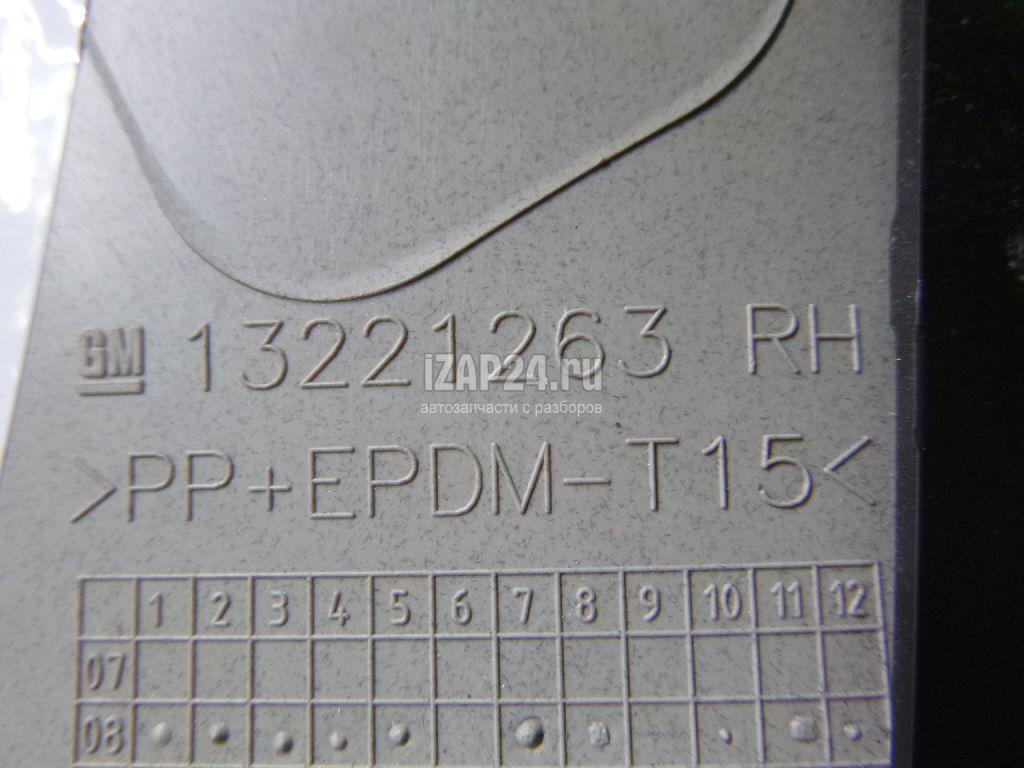 GM 13221263 RH
iZAP24.ru
автозапчасти с разборов
>PP+EPDM-T15<
1 2 3 4 5 6 7 8 9 10 11 12
07
08